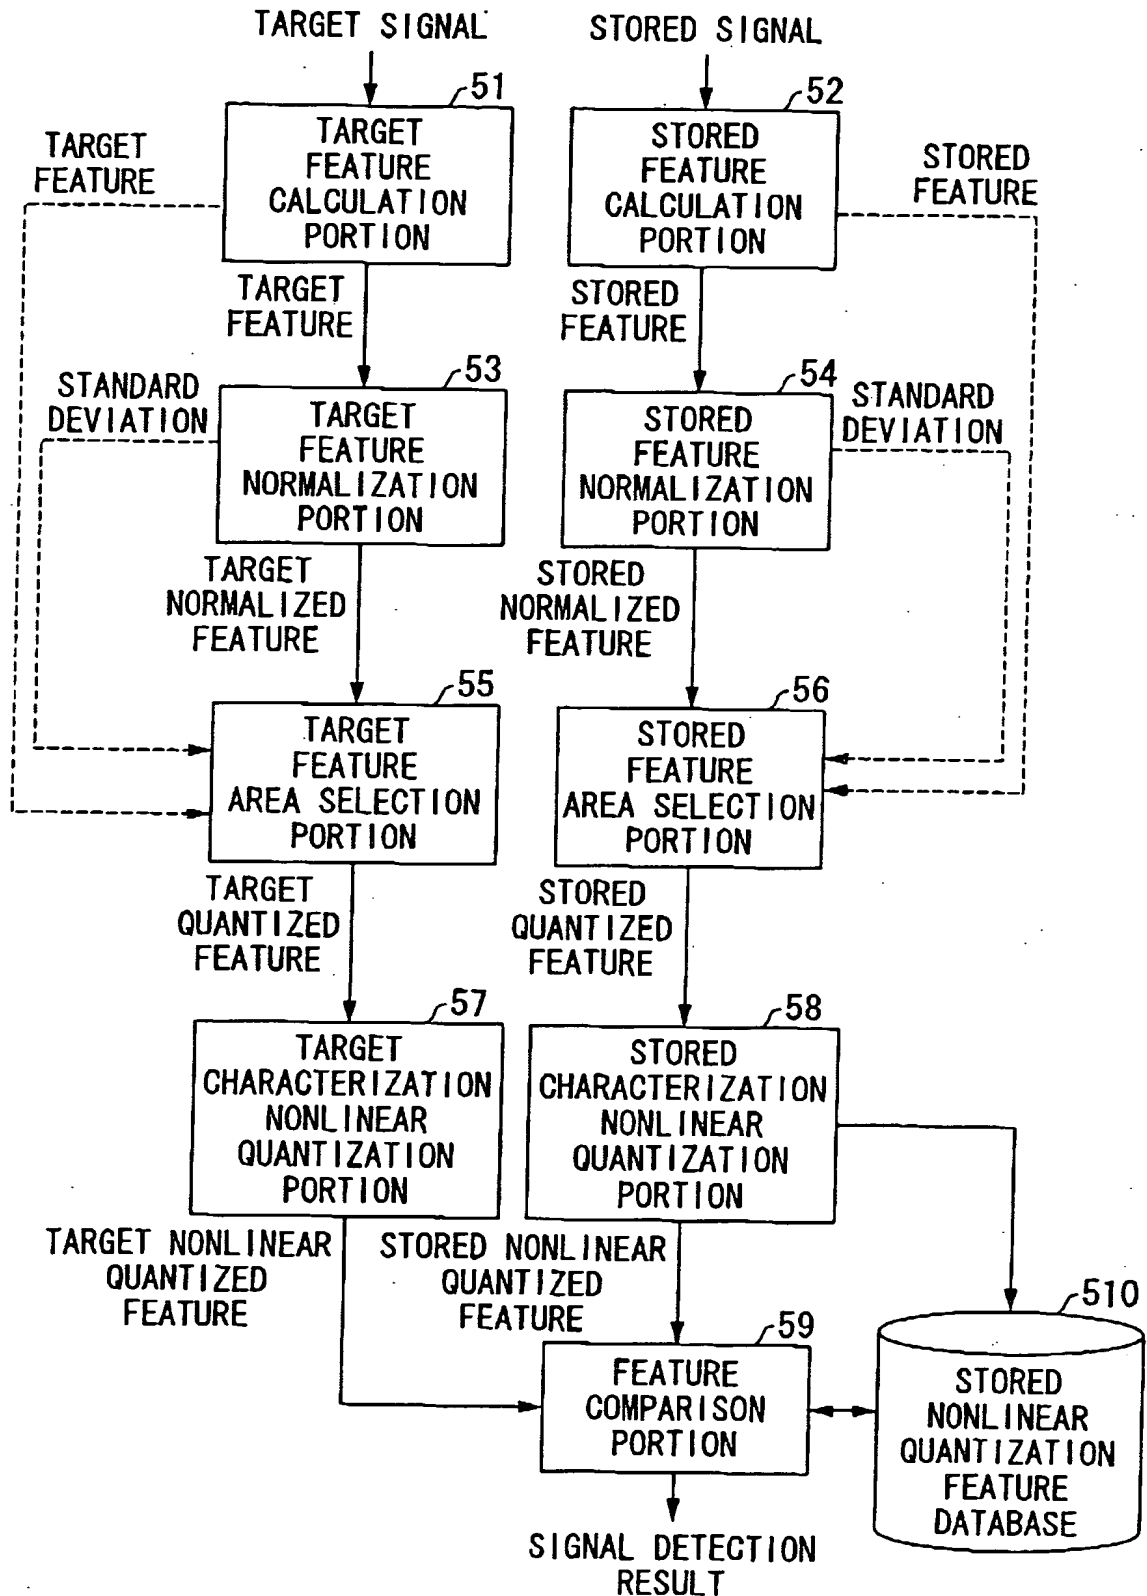 TARGET SIGNAL
STORED SIGNAL
51
52
TARGET
FEATURE
TARGET
FEATURE
CALCULATION
PORTION
STORED
FEATURE
CALCULATION
PORTION
STORED
FEATURE
TARGET
FEATURE
STORED
FEATURE
53
54
STANDARD
DEVIATION
TARGET
FEATURE
NORMALIZATION
PORTION
STORED
FEATURE
NORMALIZATION
PORTION
STANDARD
DEVIATION
TARGET
NORMALIZED
FEATURE
STORED
NORMALIZED
FEATURE
55
56
TARGET
FEATURE
AREA SELECTION
PORTION
STORED
FEATURE
AREA SELECTION
PORTION
TARGET
QUANTIZED
FEATURE
STORED
QUANTIZED
FEATURE
57
58
TARGET
CHARACTERIZATION
NONLINEAR
QUANTIZATION
PORTION
STORED
CHARACTERIZATION
NONLINEAR
QUANTIZATION
PORTION
TARGET NONLINEAR
QUANTIZED
FEATURE
STORED NONLINEAR
QUANTIZED
FEATURE
59
510
FEATURE
COMPARISON
PORTION
STORED
NONLINEAR
QUANTIZATION
FEATURE
DATABASE
SIGNAL DETECTION
RESULT